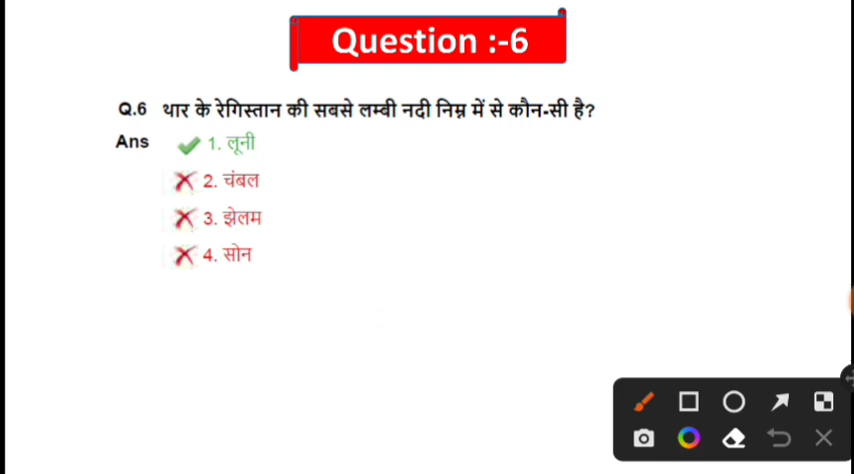 Question :-6
Q.6 थार के रेगिस्तान की सबसे लम्बी नदी निम्न में से कौन-सी है?
Ans 1. लूनी
2. चंबल
3. झेलम
4. सोन